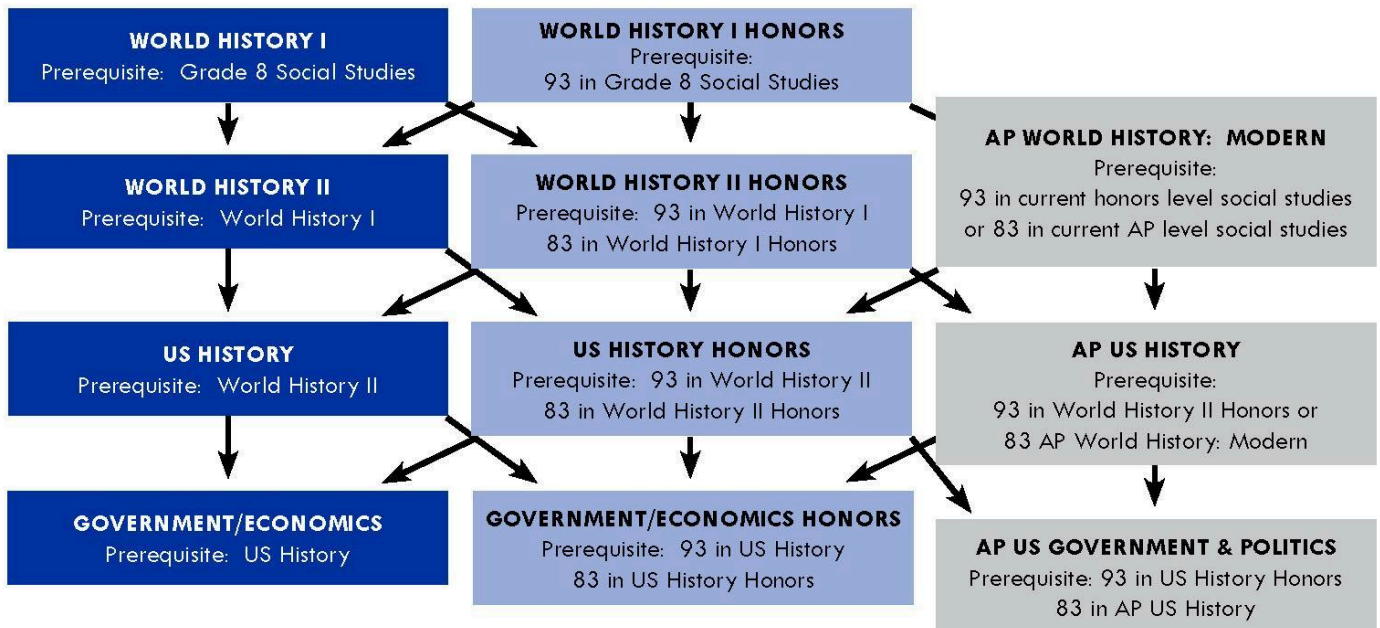 WORLD HISTORY I
Prerequisite: Grade 8 Social Studies
WORLD HISTORY I HONORS
Prerequisite:
93 in Grade 8 Social Studies
AP WORLD HISTORY: MODERN
Prerequisite:
93 in current honors level social studies
or 83 in current AP level social studies
WORLD HISTORY II
Prerequisite: World History I
WORLD HISTORY II HONORS
Prerequisite: 93 in World History I
83 in World History I Honors
US HISTORY
Prerequisite: World History II
US HISTORY HONORS
Prerequisite: 93 in World History II
83 in World History II Honors
AP US HISTORY
Prerequisite:
93 in World History II Honors or
83 AP World History: Modern
GOVERNMENT/ECONOMICS
Prerequisite: US History
GOVERNMENT/ECONOMICS HONORS
Prerequisite: 93 in US History
83 in US History Honors
AP US GOVERNMENT & POLITICS
Prerequisite: 93 in US History Honors
83 in AP US History